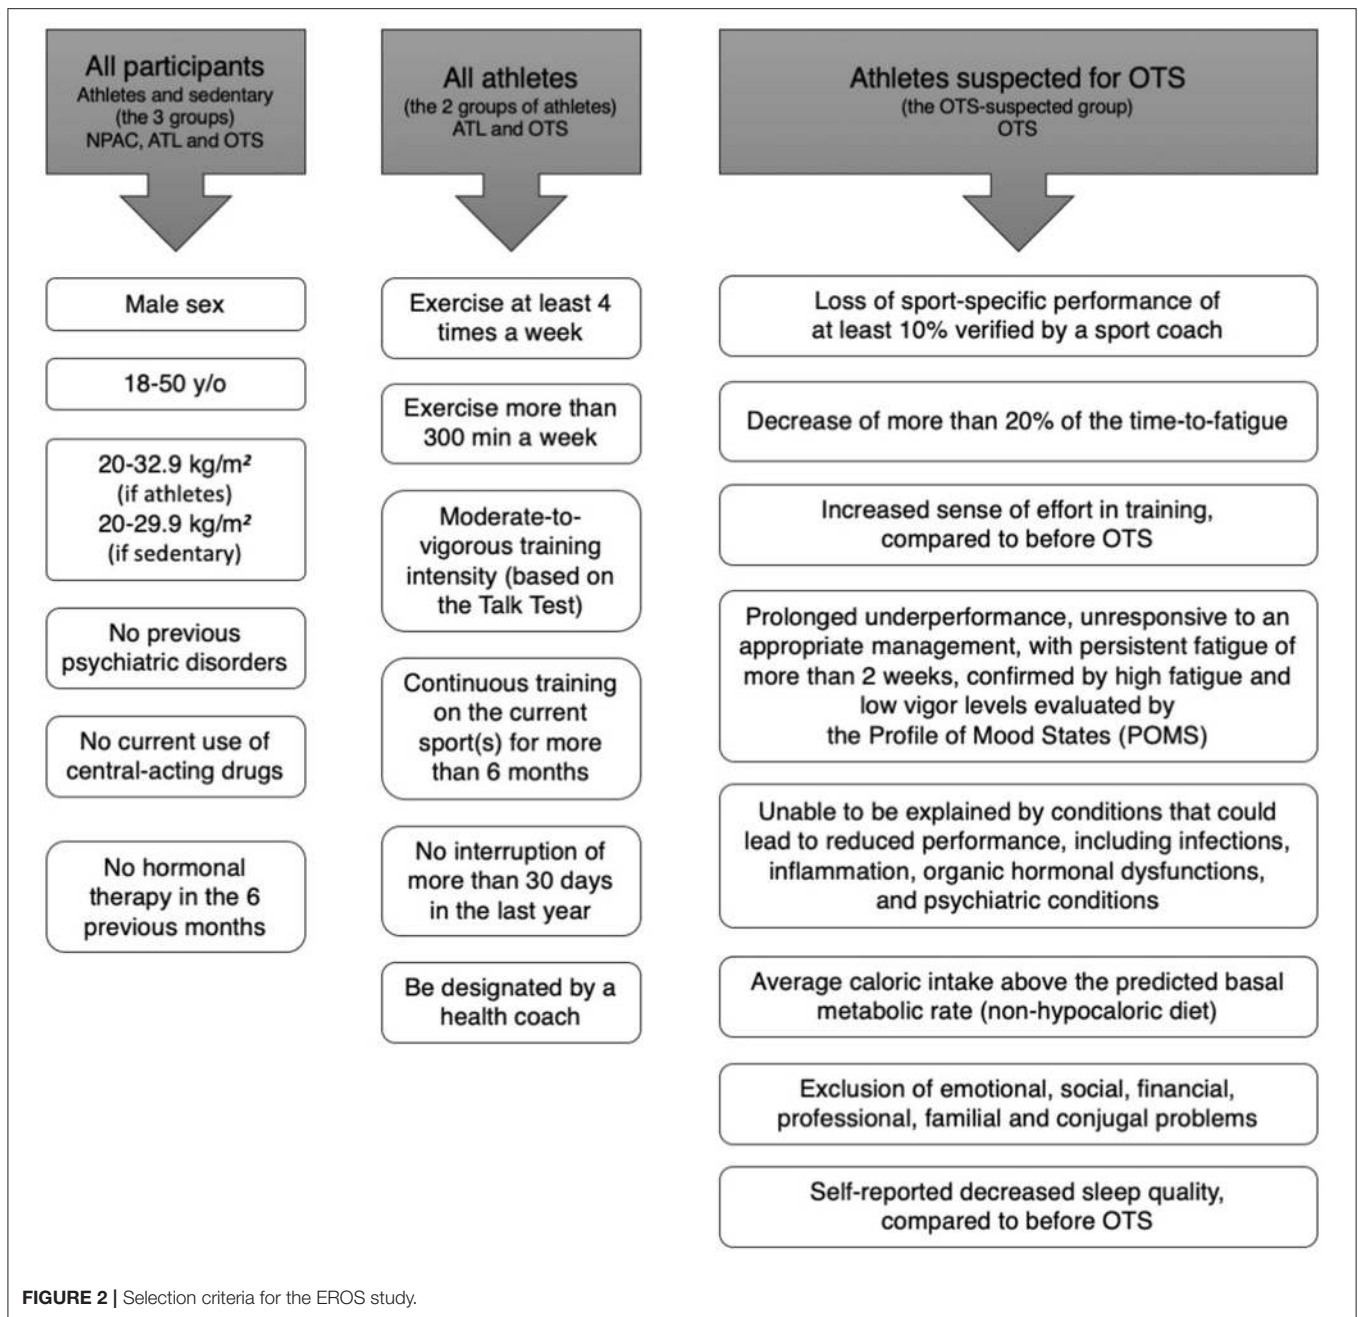 All participants
Athletes and sedentary
(the 3 groups)
NPAC, ATL and OTS
Male sex
18-50 y/o
20-32.9 kg/m²
(if athletes)
20-29.9 kg/m²
(if sedentary)
No previous
psychiatric disorders
No current use of
central-acting drugs
No hormonal
therapy in the 6
previous months
All athletes
(the 2 groups of athletes)
ATL and OTS
Exercise at least 4
times a week
Exercise more than
300 min a week
Moderate-to-
vigorous training
intensity (based on
the Talk Test)
Continuous training
on the current
sport(s) for more
than 6 months
No interruption of
more than 30 days
in the last year
Be designated by a
health coach
Athletes suspected for OTS
(the OTS-suspected group)
OTS
Loss of sport-specific performance of
at least 10% verified by a sport coach
Decrease of more than 20% of the time-to-fatigue
Increased sense of effort in training,
compared to before OTS
Prolonged underperformance, unresponsive to an
appropriate management, with persistent fatigue of
more than 2 weeks, confirmed by high fatigue and
low vigor levels evaluated by
the Profile of Mood States (POMS)
Unable to be explained by conditions that could
lead to reduced performance, including infections,
inflammation, organic hormonal dysfunctions,
and psychiatric conditions
Average caloric intake above the predicted basal
metabolic rate (non-hypocaloric diet)
Exclusion of emotional, social, financial,
professional, familial and conjugal problems
Self-reported decreased sleep quality,
compared to before OTS
FIGURE 2 | Selection criteria for the EROS study.